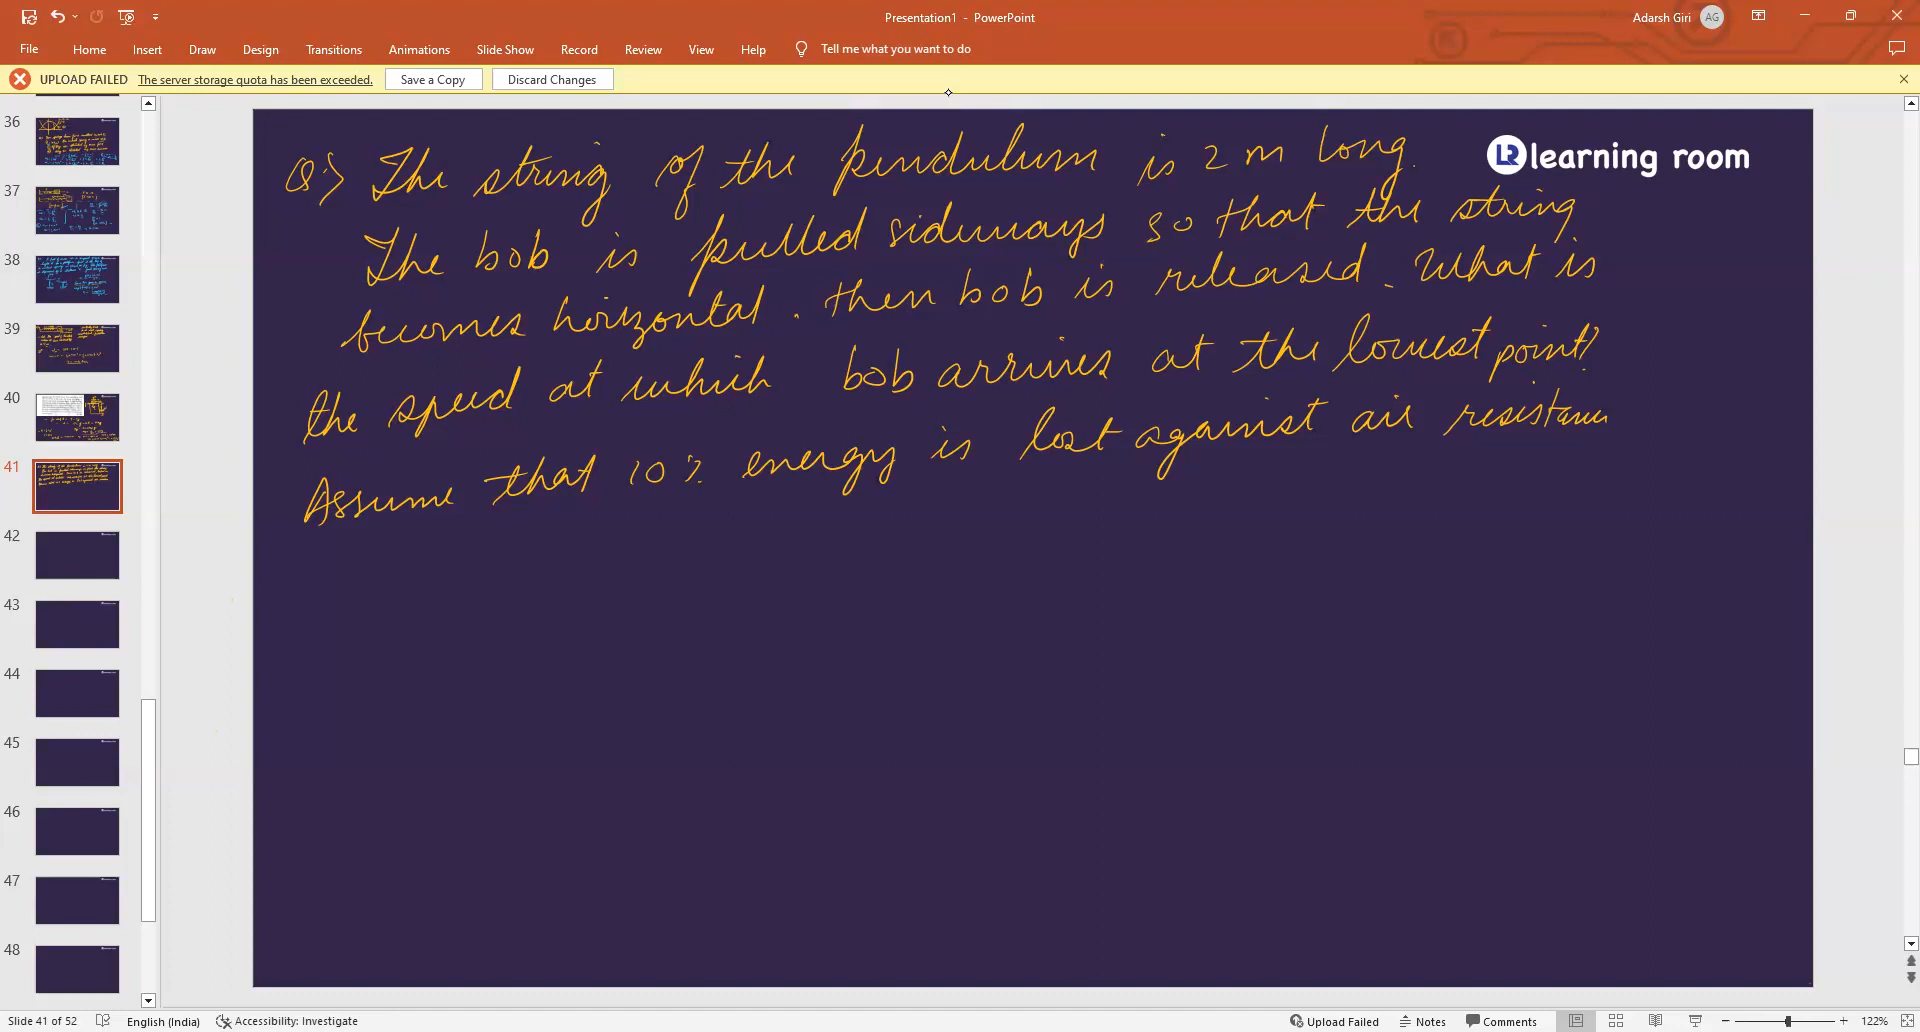 Presentation1 - PowerPoint
Adarsh Giri AG
File Home Insert Draw Design Transitions Animations Slide Show Record Review View Help Tell me what you want to do
UPLOAD FAILED The server storage quota has been exceeded. Save a Copy Discard Changes
36
37
38
39
40
41
42
43
44
45
46
47
48
LR learning room
Q:> The string of the pendulum is 2 m long.
The bob is pulled sideways so that the string
becomes horizontal. then bob is released. What is
the speed at which bob arrives at the lowest point?
Assume that 10% energy is lost against air
Slide 41 of 52 English (India) Accessibility: Investigate Upload Failed Notes Comments 122%